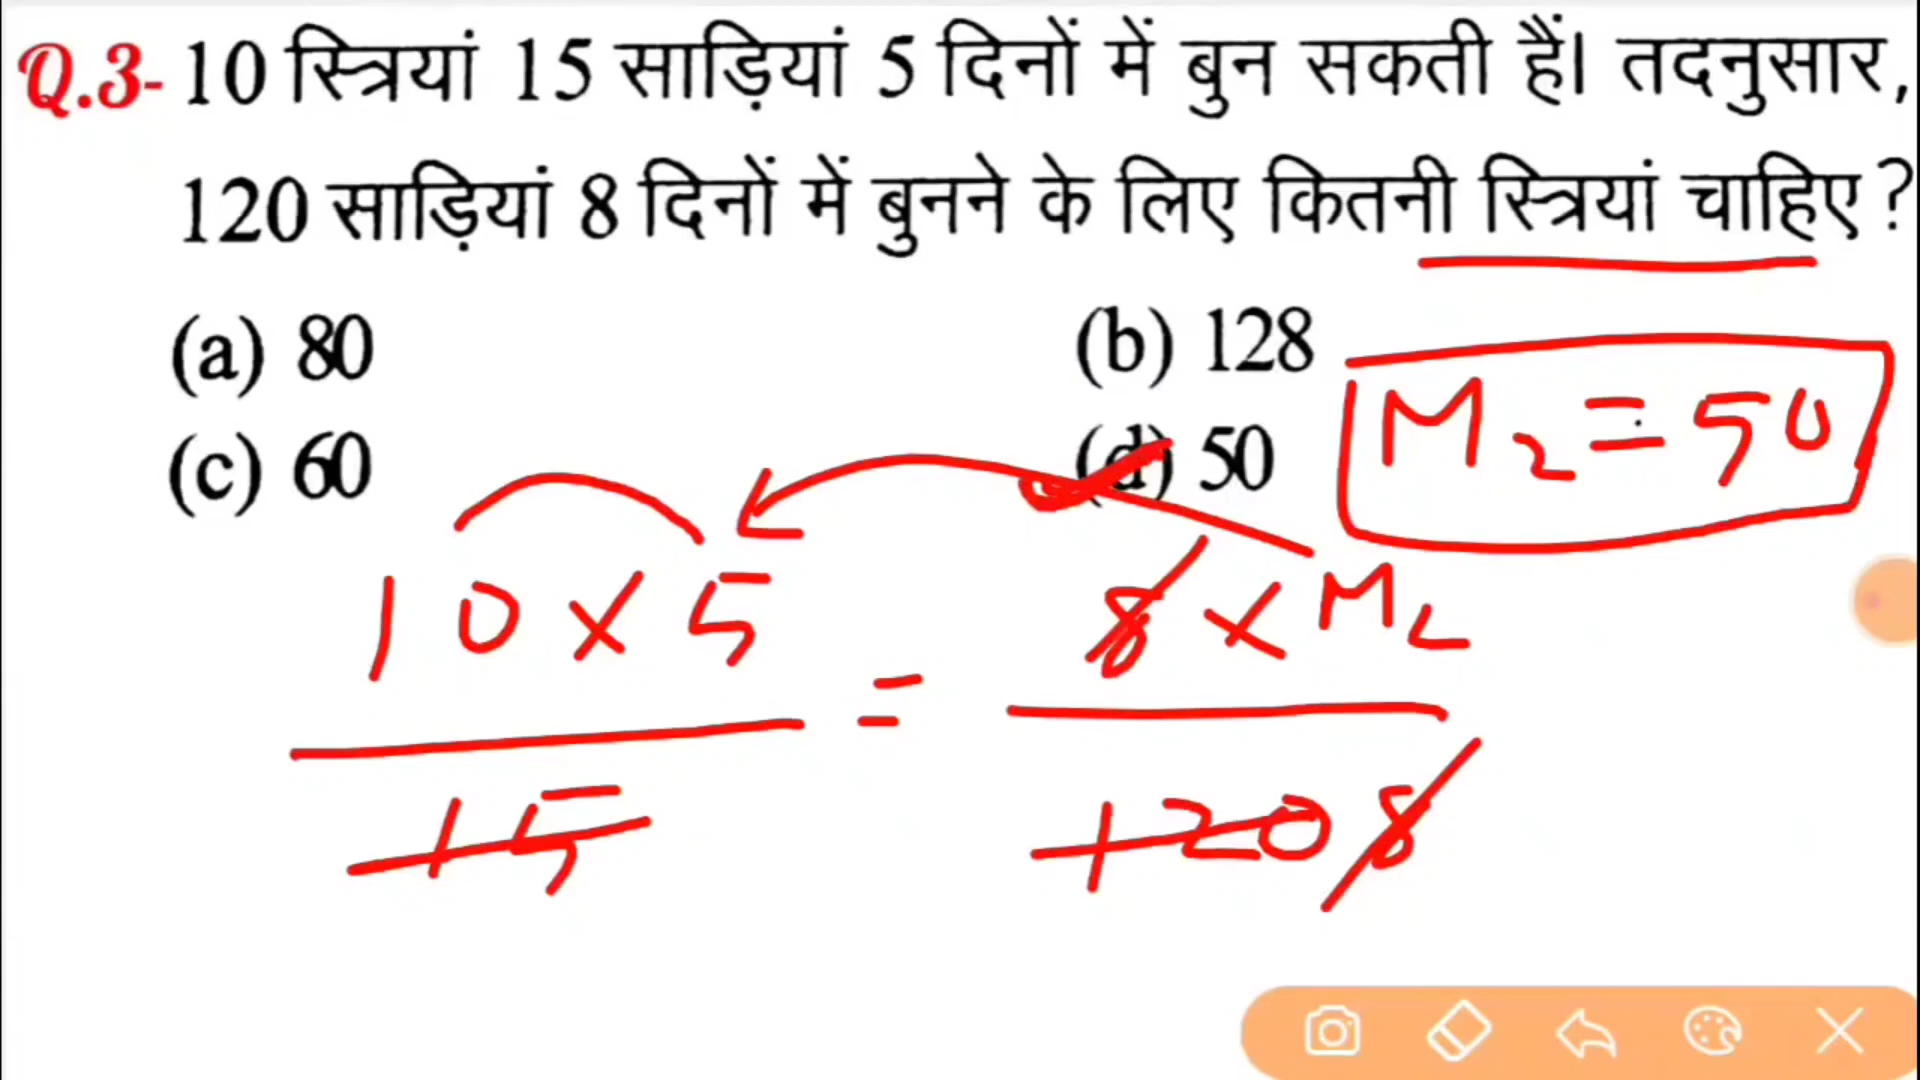 Q.3- 10 स्त्रियां 15 साड़ियां 5 दिनों में बुन सकती हैं। तदनुसार,
120 साड़ियां 8 दिनों में बुनने के लिए कितनी स्त्रियां चाहिए?
(a) 80 (b) 128
(c) 60 (d) 50
M2 = 50
10 × 5 = 8 × M2
15 120 8